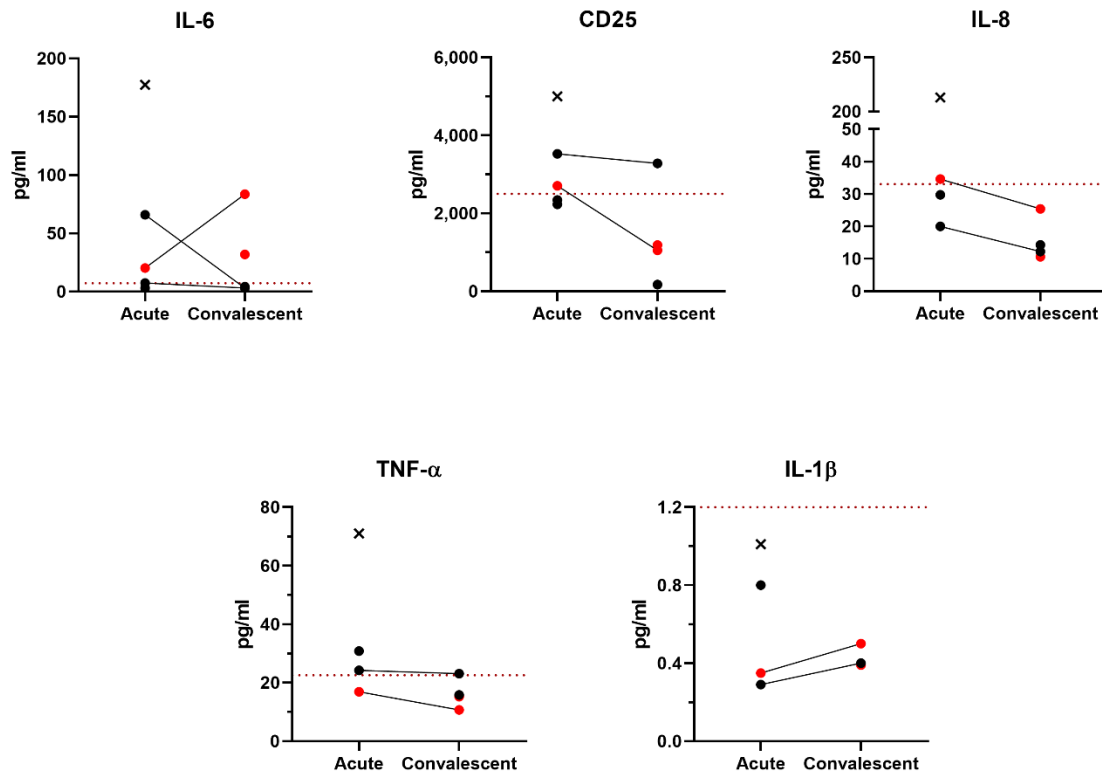 IL-6
200
150
100
50
0
pg/ml
Acute Convalescent
CD25
6,000
4,000
2,000
0
pg/ml
Acute Convalescent
IL-8
250
200
50
40
30
20
10
0
pg/ml
Acute Convalescent
TNF-α
80
60
40
20
0
pg/ml
Acute Convalescent
IL-1β
1.2
0.8
0.4
0.0
pg/ml
Acute Convalescent